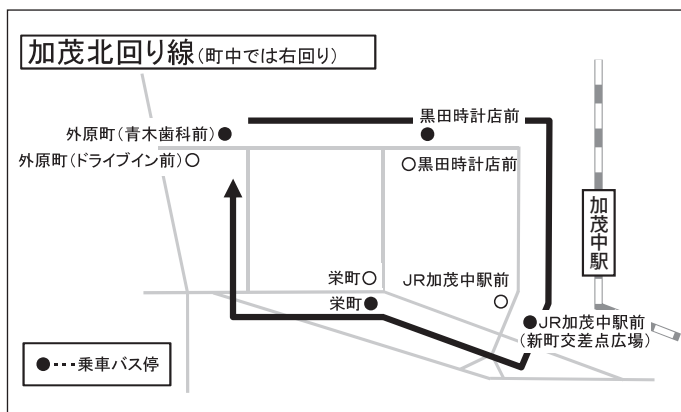 加茂北回り線(町中では右回り)
黒田時計店前
外原町(青木歯科前)
外原町(ドライブイン前)
黒田時計店前
加茂中駅
栄町
JR加茂中駅前
栄町
JR加茂中駅前
(新町交差点広場)
●･･･乗車バス停